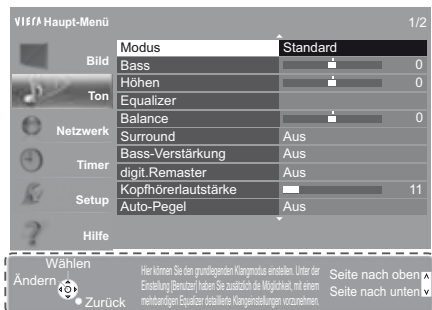 VIERA Haupt-Menü 1/2
Bild
Ton
Netzwerk
Timer
Setup
Hilfe
Modus Standard
Bass 0
Höhen 0
Equalizer
Balance 0
Surround Aus
Bass-Verstärkung Aus
digit.Remaster Aus
Kopfhörerlautstärke 11
Auto-Pegel Aus
Wählen
Ändern
Zurück
Hier können Sie den grundlegenden Klangmodus einstellen. Unter der
Einstellung [Benutzer] haben Sie zusätzlich die Möglichkeit, mit einem
mehrbandigen Equalizer detaillierte Klangeinstellungen vorzunehmen.
Seite nach oben
Seite nach unten